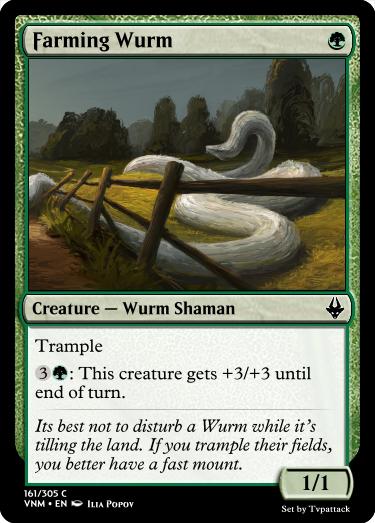 Farming Wurm
Creature — Wurm Shaman
Trample
3: This creature gets +3/+3 until
end of turn.
Its best not to disturb a Wurm while it's
tilling the land. If you trample their fields,
you better have a fast mount.
1/1
161/305 C
VNM • EN Ilia Popov
Set by Tvpattack